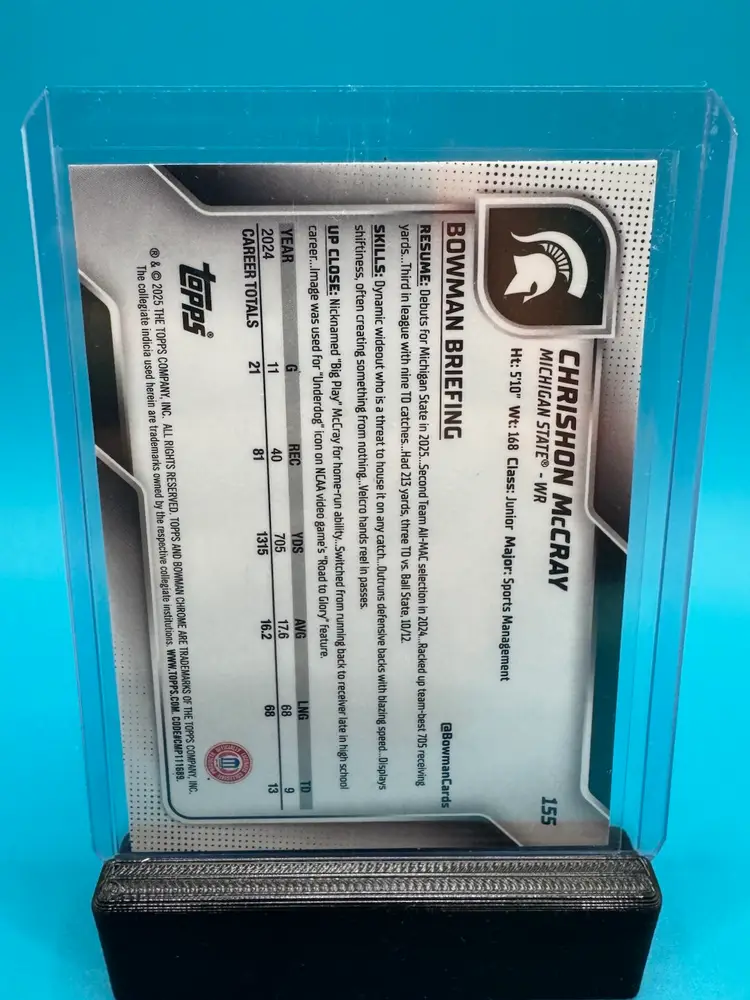 155
CHRISHON McCRAY
MICHIGAN STATE® - WR
Ht: 5'10" Wt: 168 Class: Junior Major: Sports Management
BOWMAN BRIEFING
@BowmanCards
RESUME: Debuts for Michigan State in 2025...Second Team All-MAC selection in 2024...Racked up team-best 705 receiving
yards...Third in league with nine TD catches...Had 213 yards, three TD vs. Ball State, 10/12.
SKILLS: Dynamic wideout who is a threat to house it on any catch...Outruns defensive backs with blazing speed...Displays
shiftiness, often creating something from nothing...Velcro hands reel in passes.
UP CLOSE: Nicknamed "Big Play" McCray for home-run ability...Switched from running back to receiver late in high school
career...Image was used for "Underdog" icon on NCAA video game's "Road to Glory" feature.
YEAR G REC YDS AVG LNG TD
2024 11 40 705 17.6 68 9
CAREER TOTALS 21 81 1315 16.2 68 13
topps®
® & © 2025 THE TOPPS COMPANY, INC. ALL RIGHTS RESERVED. TOPPS AND BOWMAN CHROME ARE TRADEMARKS OF THE TOPPS COMPANY, INC.
The collegiate indicia used herein are trademarks owned by the respective collegiate institutions. WWW.TOPPS.COM. CODE#CMP111689.